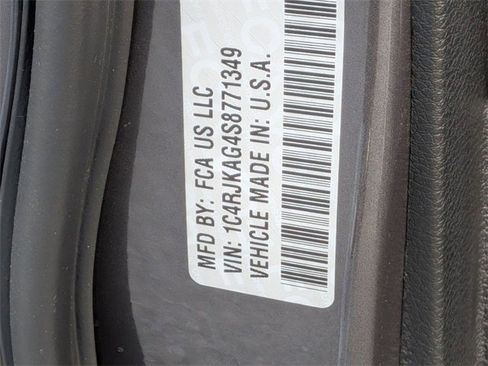 MFD BY: FCA US LLC
VIN: 1C4RJKAG4S8771349
VEHICLE MADE IN: U.S.A.